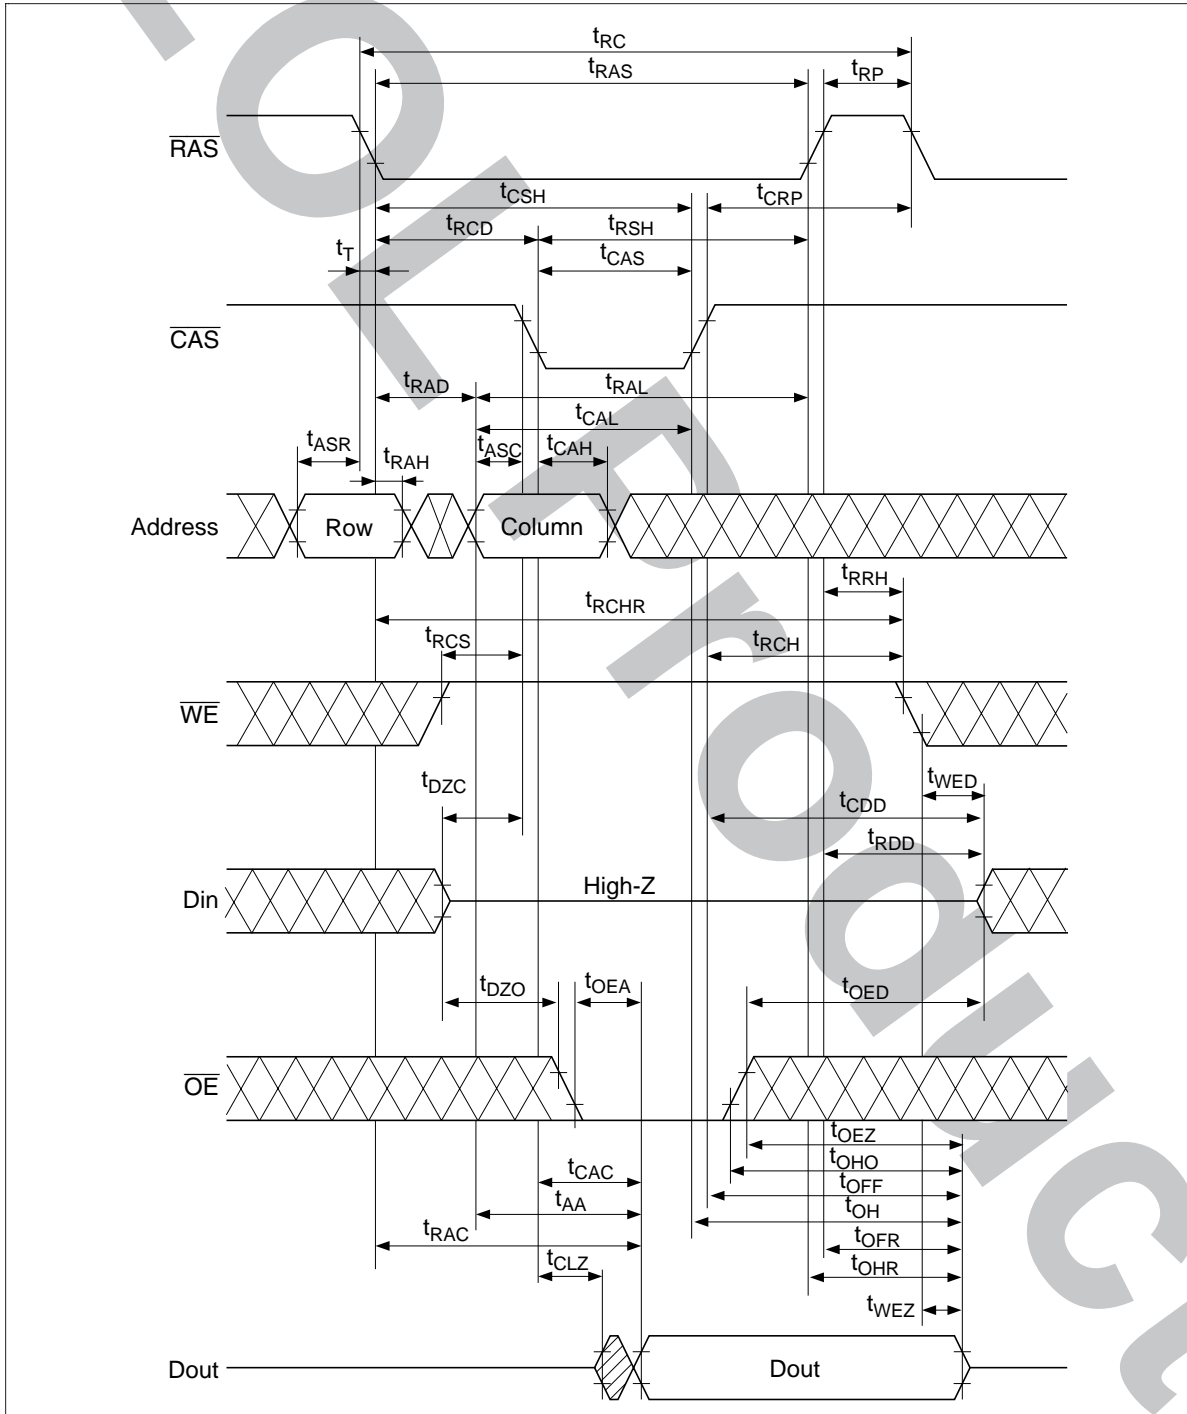 tRC
tRAS
tRP
RAS
tCSH
tCRP
tRCD
tRSH
tT
tCAS
CAS
tRAD
tRAL
tCAL
tASR
tASC
tCAH
tRAH
Address
Row
Column
tRRH
tRCHR
tRCS
tRCH
WE
tDZC
tWED
tCDD
tRDD
Din
High-Z
tDZO
tOEA
tOED
OE
tOEZ
tCAC
tOHO
tOFF
tAA
tOH
tRAC
tOFR
tCLZ
tOHR
tWEZ
Dout
Dout
OL Product